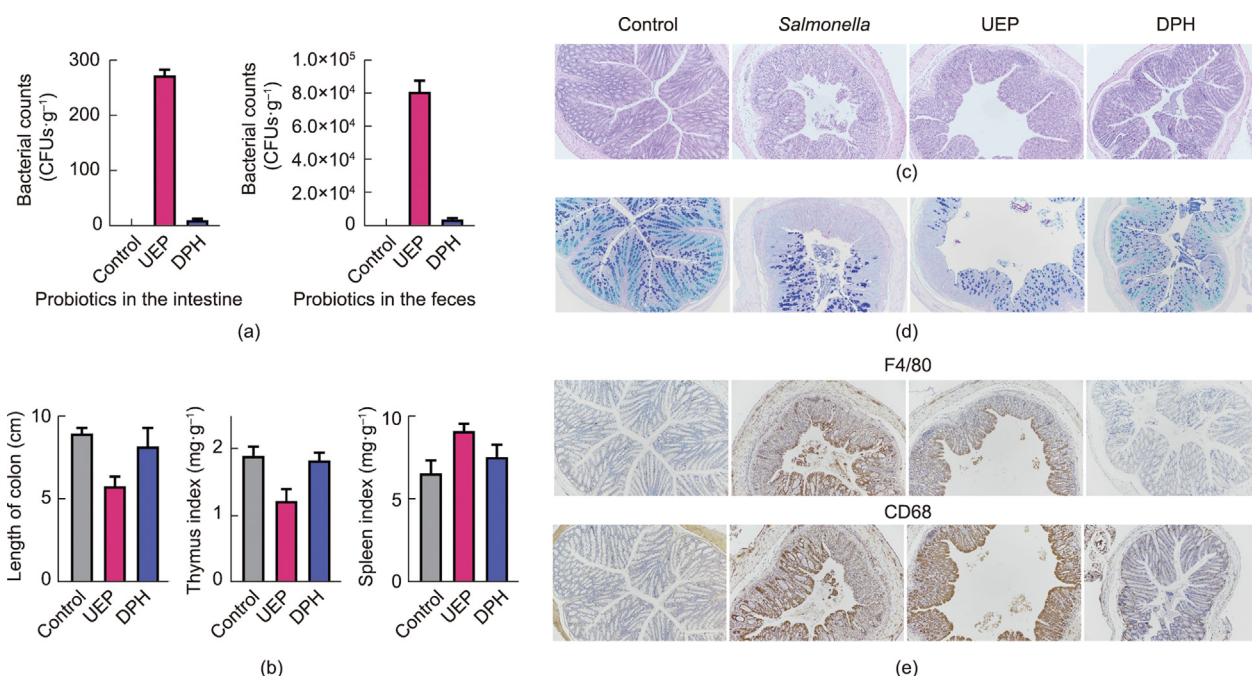 (a)
Bacterial counts
(CFUs·g⁻¹)
300
200
100
0
Control
UEP
DPH
Probiotics in the intestine
Bacterial counts
(CFUs·g⁻¹)
1.0×10⁵
8.0×10⁴
6.0×10⁴
4.0×10⁴
2.0×10⁴
0
Control
UEP
DPH
Probiotics in the feces
(a)
Length of colon (cm)
10
5
0
Control
UEP
DPH
Thymus index (mg·g⁻¹)
2
1
0
Control
UEP
DPH
Spleen index (mg·g⁻¹)
10
5
0
Control
UEP
DPH
(b)
Control
Salmonella
UEP
DPH
(c)
(d)
F4/80
CD68
(e)